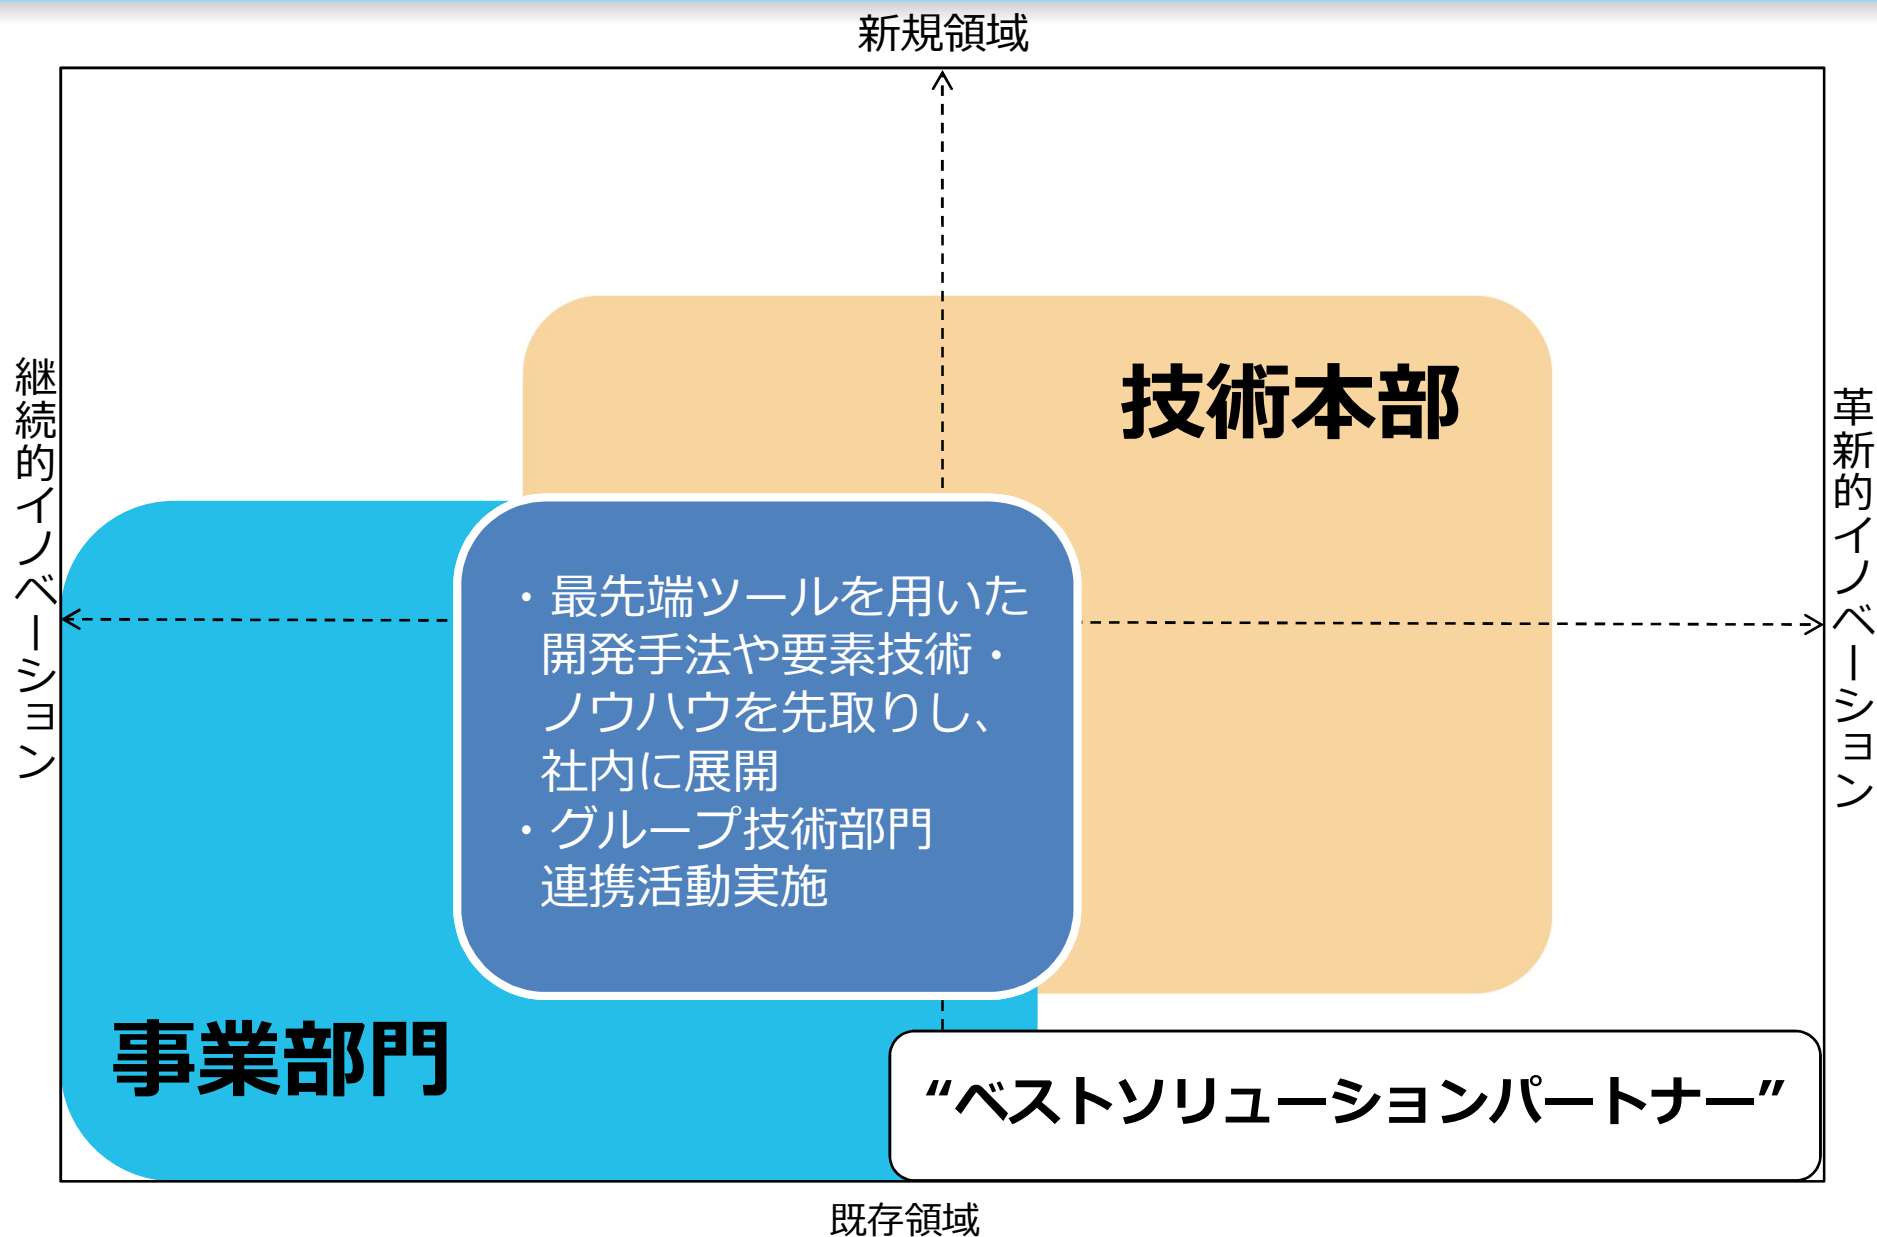 新規領域
継続的イノベーション
革新的イノベーション
技術本部
・最先端ツールを用いた
開発手法や要素技術・
ノウハウを先取りし、
社内に展開
・グループ技術部門
連携活動実施
事業部門
“ベストソリューションパートナー”
既存領域